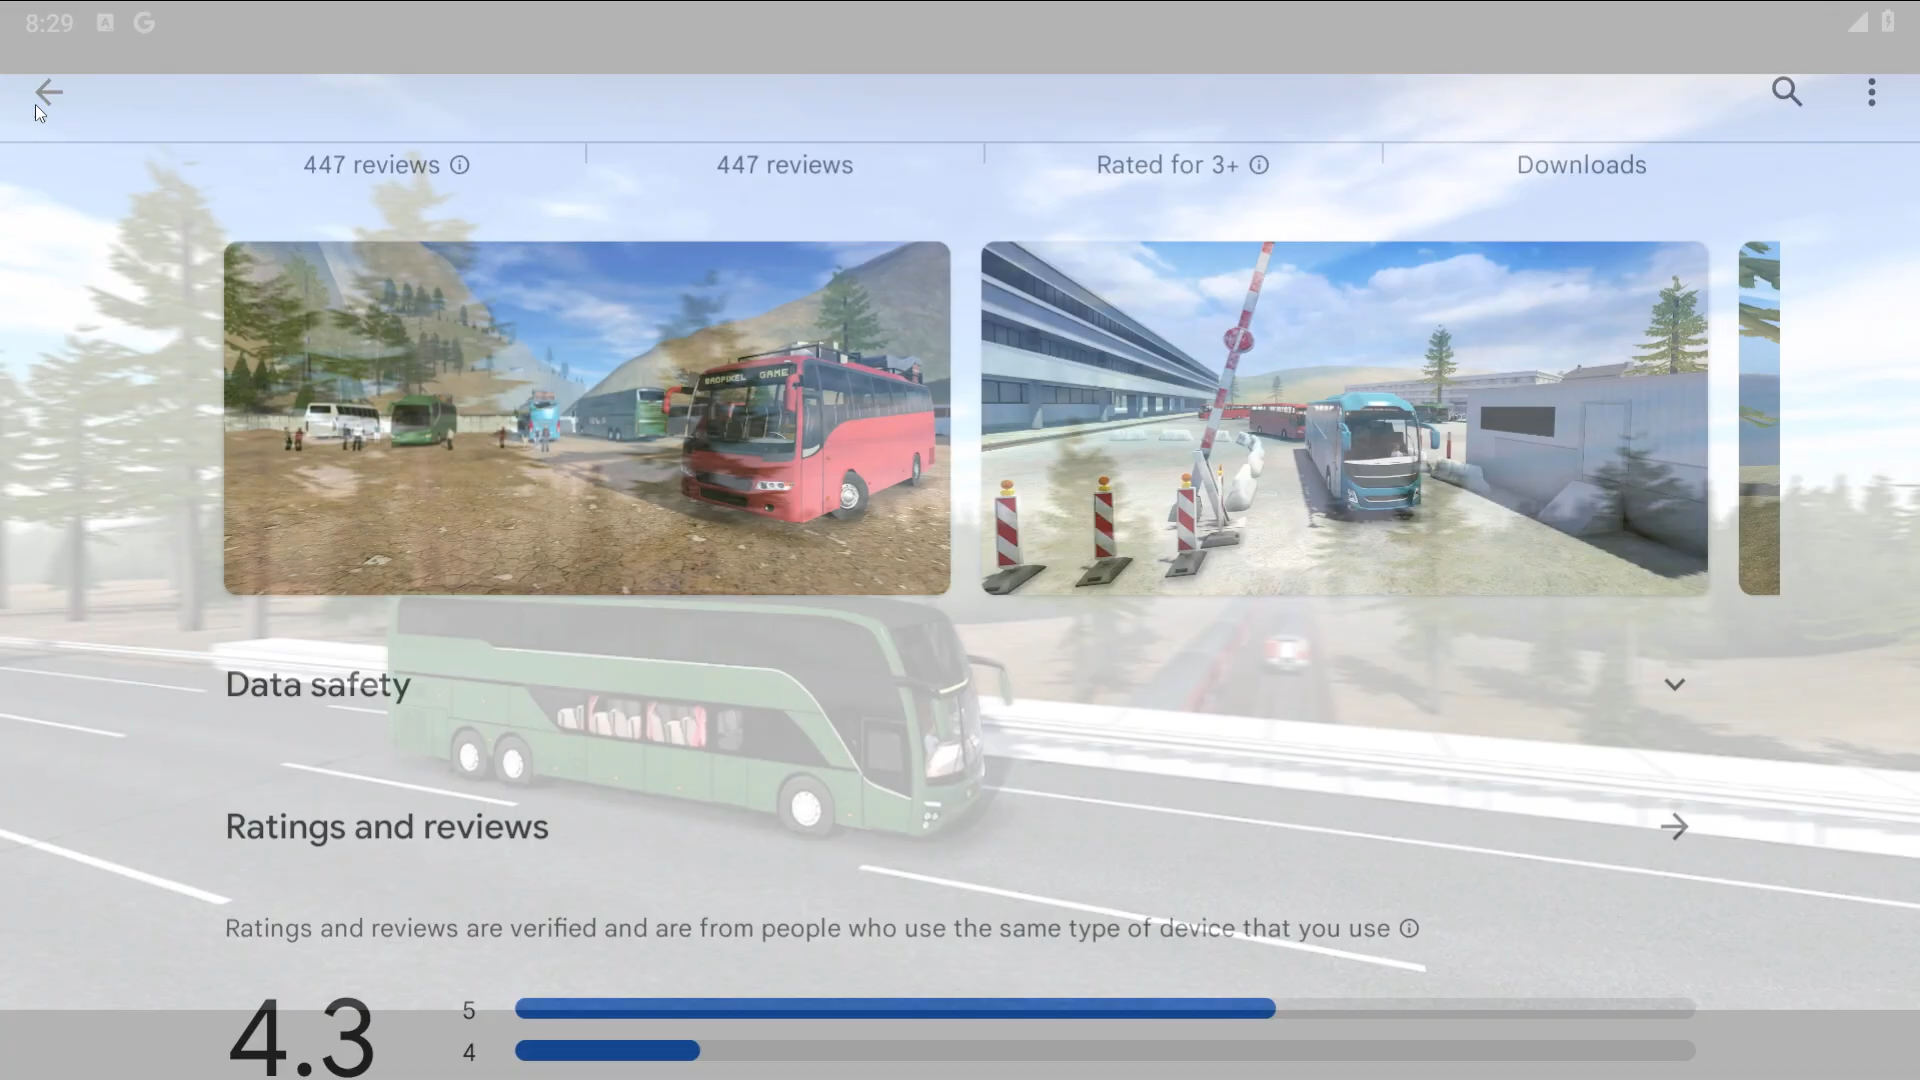 8:29
447 reviews
447 reviews
Rated for 3+
Downloads
BADPIXEL GAME
Data safety
Ratings and reviews
Ratings and reviews are verified and are from people who use the same type of device that you use
4.3
5
4